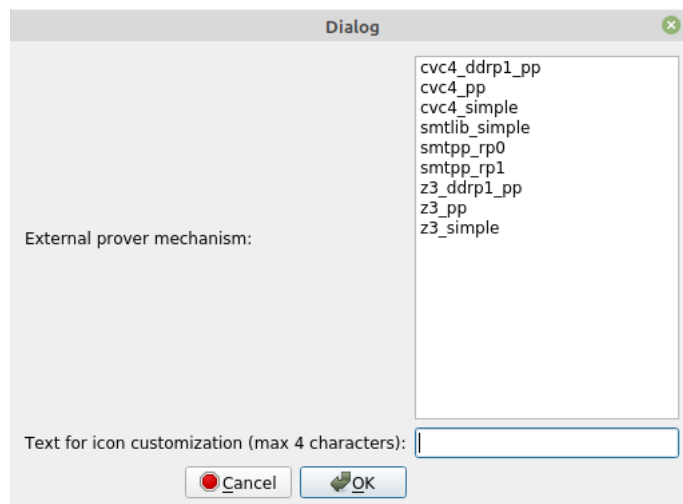 Dialog
cvc4_ddrp1_pp
cvc4_pp
cvc4_simple
smtlib_simple
smtpp_rp0
smtpp_rp1
z3_ddrp1_pp
z3_pp
z3_simple
External prover mechanism:
Text for icon customization (max 4 characters):
Cancel
OK